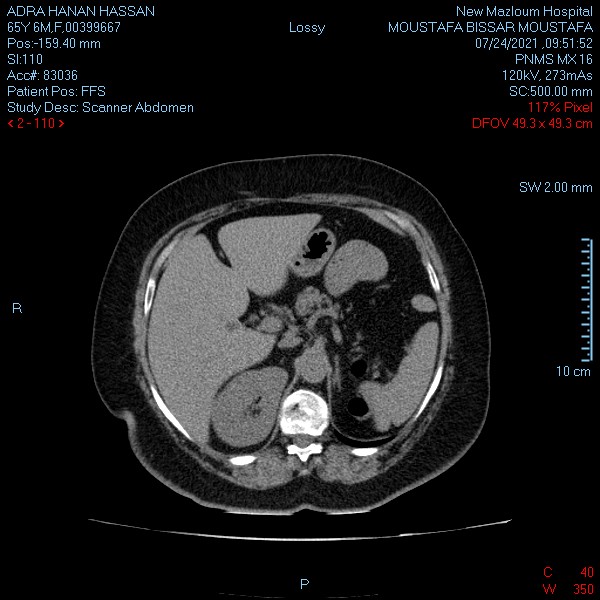 ADRA HANAN HASSAN
65Y 6M,F,00399667
Pos:-159.40 mm
SI:110
Acc#: 83036
Patient Pos: FFS
Study Desc: Scanner Abdomen
< 2 - 110 >
Lossy
New Mazloum Hospital
MOUSTAFA BISSAR MOUSTAFA
07/24/2021 ,09:51:52
PNMS MX 16
120kV, 273mAs
SC:500.00 mm
117% Pixel
DFOV 49.3 x 49.3 cm
SW 2.00 mm
R
10 cm
P
C 40
W 350